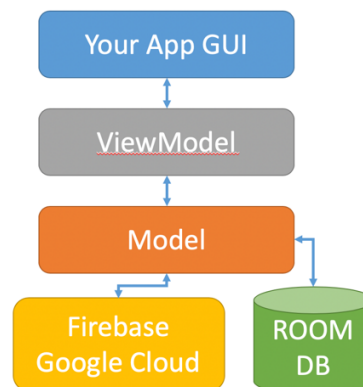 Your App GUI
ViewModel
Model
Firebase
Google Cloud
ROOM
DB